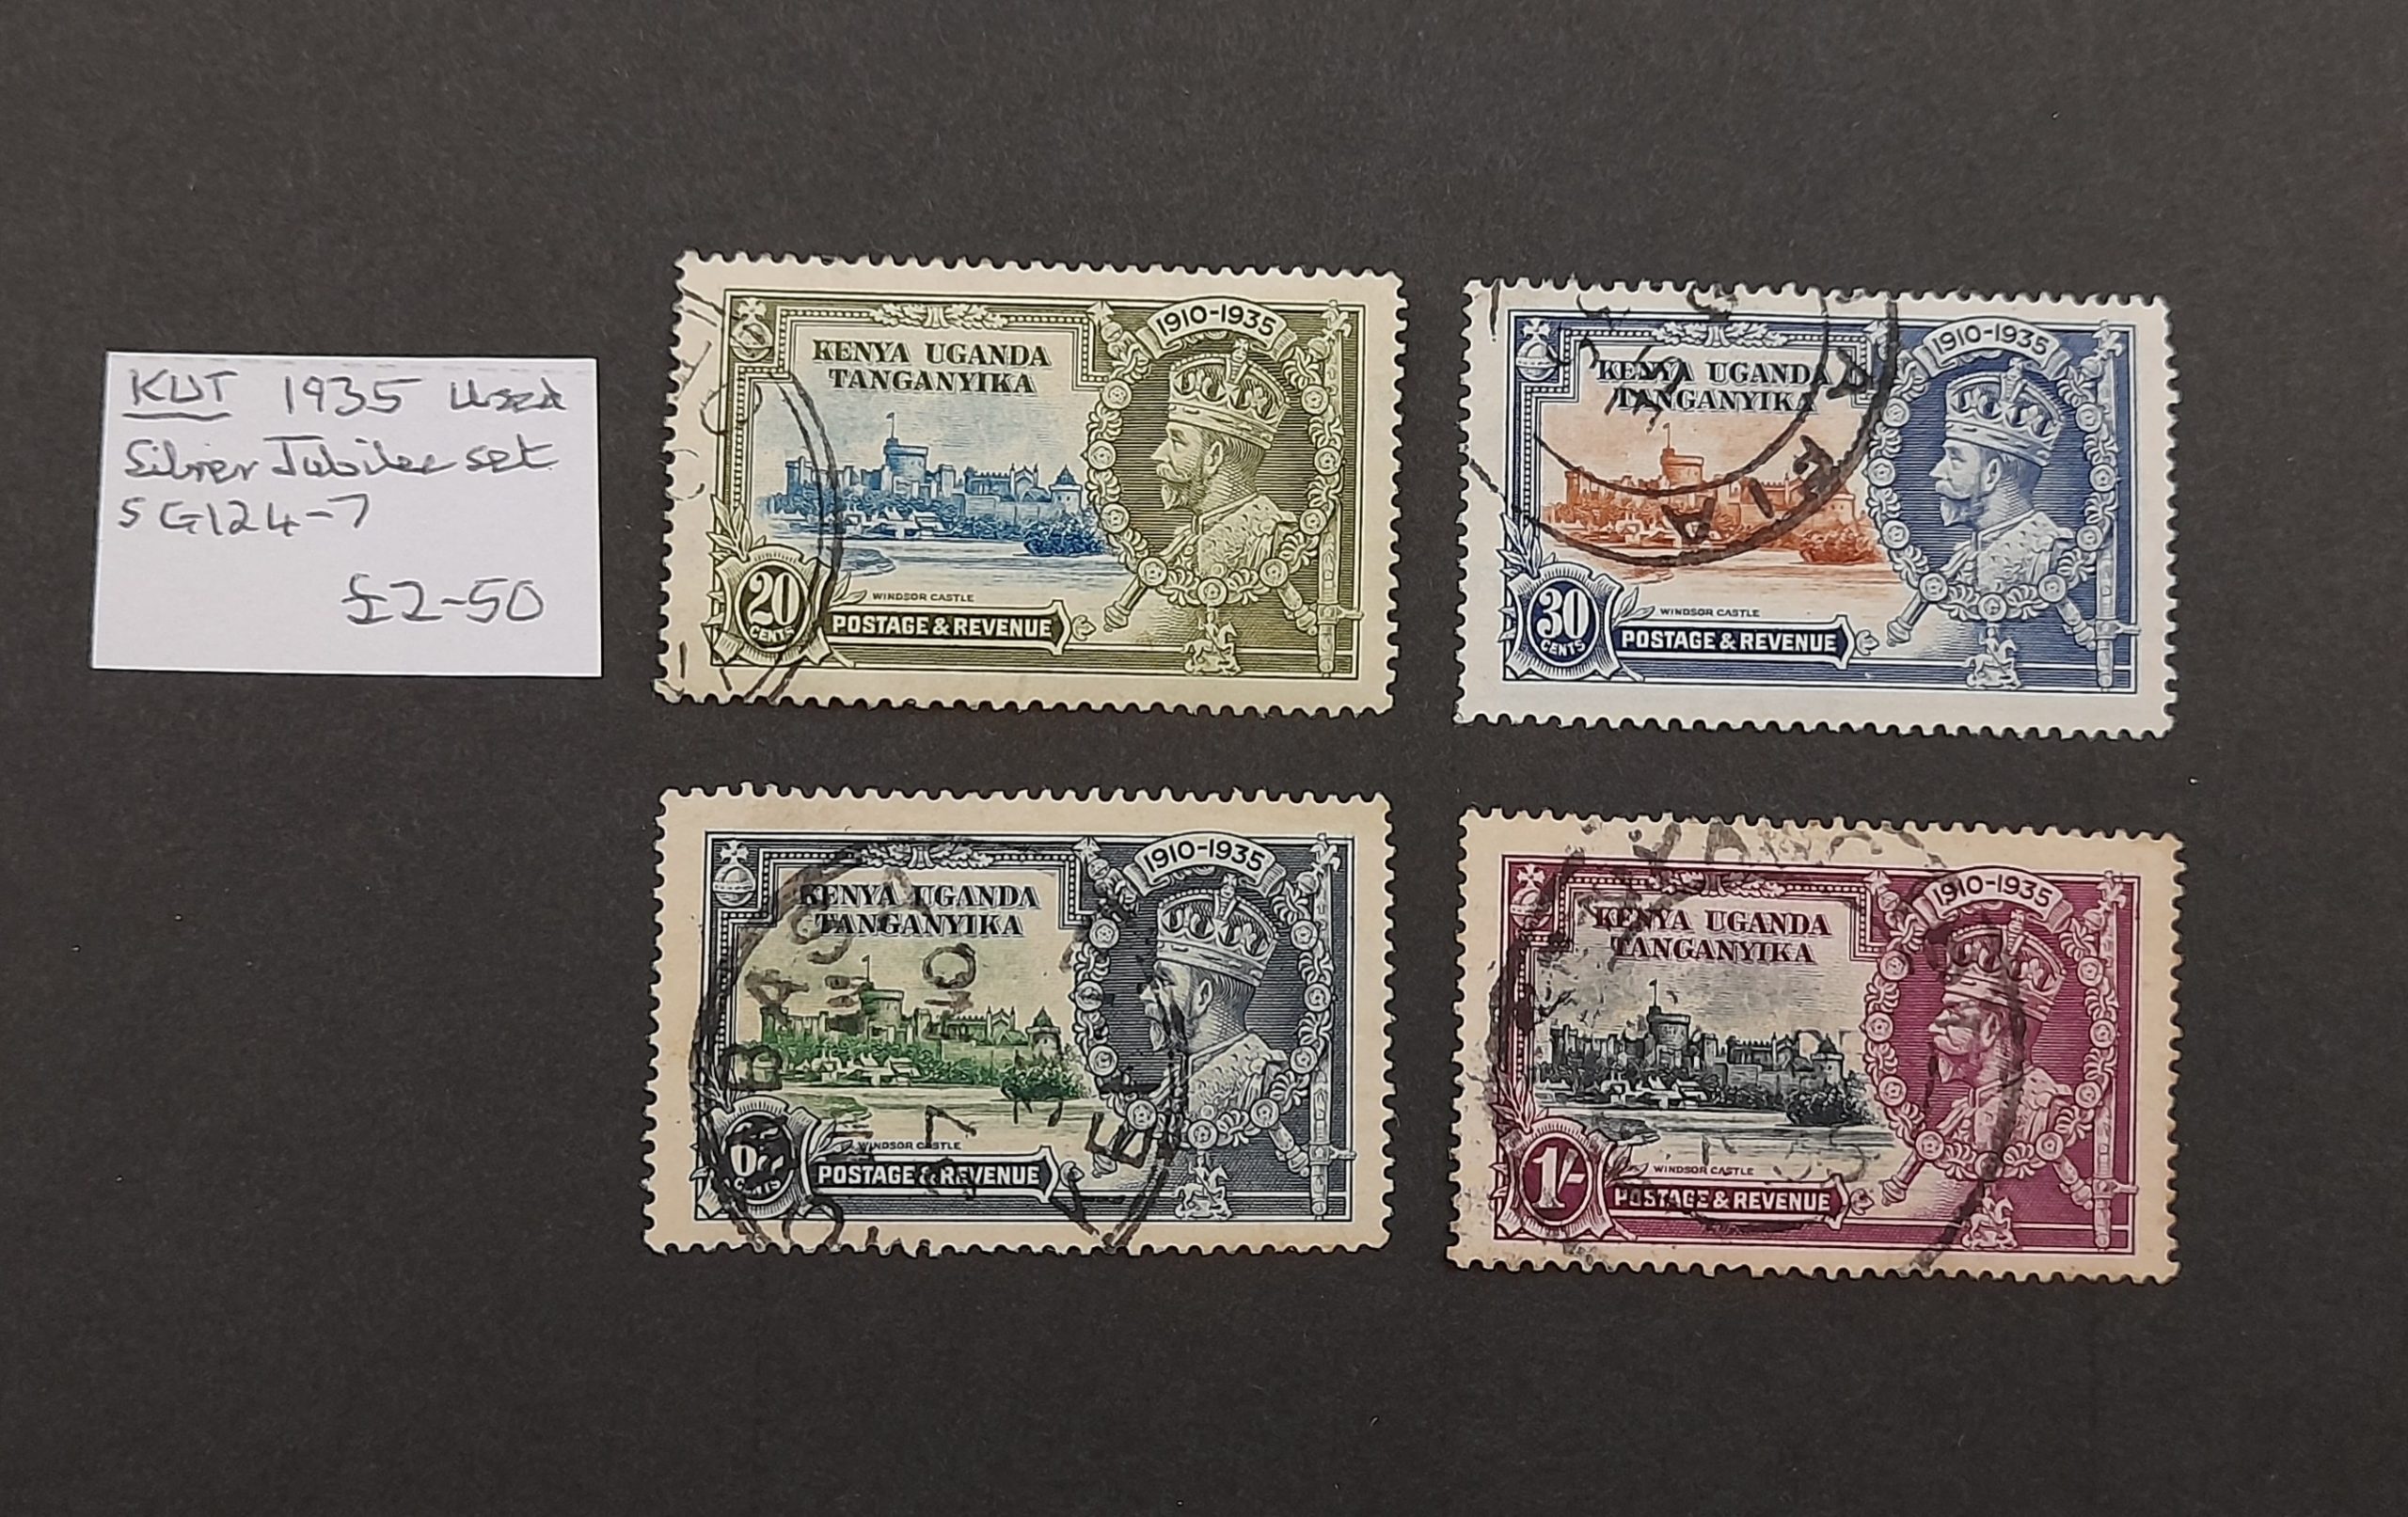 KUT 1935 Used
Silver Jubilee set
SG124-7
£2-50
1910-1935
KENYA UGANDA
TANGANYIKA
WINDSOR CASTLE
20
CENTS
POSTAGE & REVENUE
1910-1935
KENYA UGANDA
TANGANYIKA
WINDSOR CASTLE
30
CENTS
POSTAGE & REVENUE
1910-1935
KENYA UGANDA
TANGANYIKA
WINDSOR CASTLE
CENTS
POSTAGE & REVENUE
1910-1935
KENYA UGANDA
TANGANYIKA
WINDSOR CASTLE
1/-
POSTAGE & REVENUE